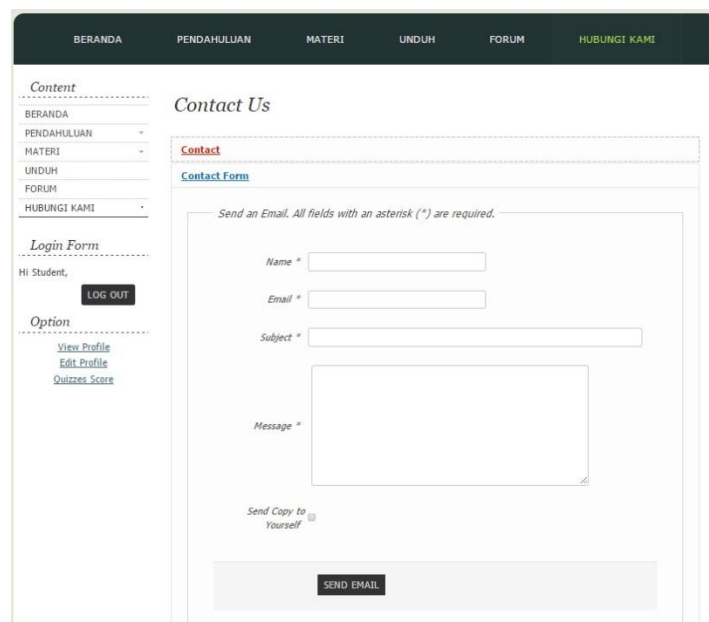 BERANDA PENDAHULUAN MATERI UNDUH FORUM HUBUNGI KAMI
Content
BERANDA
PENDAHULUAN
MATERI
UNDUH
FORUM
HUBUNGI KAMI
Login Form
Hi Student,
LOG OUT
Option
View Profile
Edit Profile
Quizzes Score
Contact Us
Contact
Contact Form
Send an Email. All fields with an asterisk (*) are required.
Name *
Email *
Subject *
Message *
Send Copy to
Yourself
SEND EMAIL